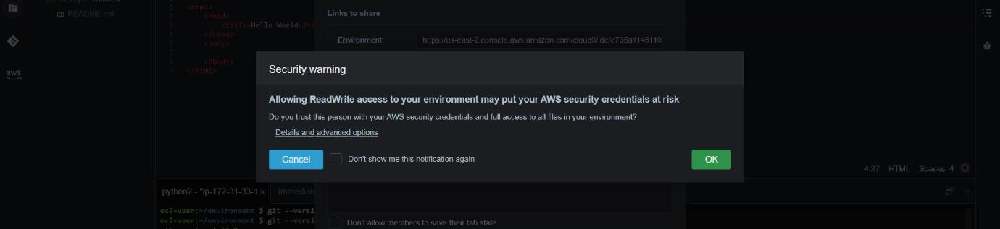 README.md
2 <html>
3 <head>
4 <title>Hello World</ti
5 </head>
6 <body>
7
8 </body>
9 </html>
aws
Links to share
Environment: https://us-east-2.console.aws.amazon.com/cloud9/ide/e735a1146110
Security warning
Allowing ReadWrite access to your environment may put your AWS security credentials at risk
Do you trust this person with your AWS security credentials and full access to all files in your environment?
Details and advanced options
Cancel Don't show me this notification again OK
4:27 HTML Spaces: 4
python2 - "ip-172-31-33-1 × Immediate
ec2-user:~/environment $ git --versi
ec2-user:~/environment $ git --versi
Don't allow members to save their tab state